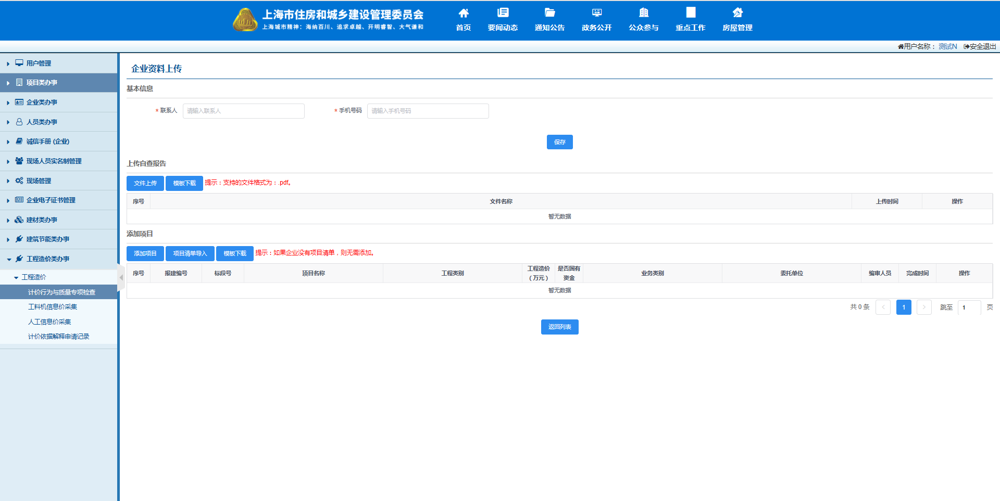 上海市住房和城乡建设管理委员会
上海城市精神：海纳百川、追求卓越、开明睿智、大气谦和
首页
要闻动态
通知公告
政务公开
公众参与
重点工作
房屋管理
用户名称： 测试N 安全退出
用户管理
项目类办事
企业类办事
人员类办事
诚信手册 (企业)
现场人员实名制管理
现场管理
企业电子证书管理
建材类办事
建筑节能类办事
工程造价类办事
工程造价
计价行为与质量专项检查
工料机信息价采集
人工信息价采集
计价依据解释申请记录
企业资料上传
基本信息
* 联系人 请输入联系人 * 手机号码 请输入手机号码
保存
上传自查报告
文件上传 模板下载 提示：支持的文件格式为：.pdf。
序号 文件名称 上传时间 操作
暂无数据
添加项目
添加项目 项目清单导入 模板下载 提示：如果企业没有项目清单，则无需添加。
序号 报建编号 标段号 项目名称 工程类别 工程造价（万元） 是否国有资金 业务类别 委托单位 编审人员 完成时间 操作
暂无数据
共 0 条 < 1 > 跳至 1 页
返回列表